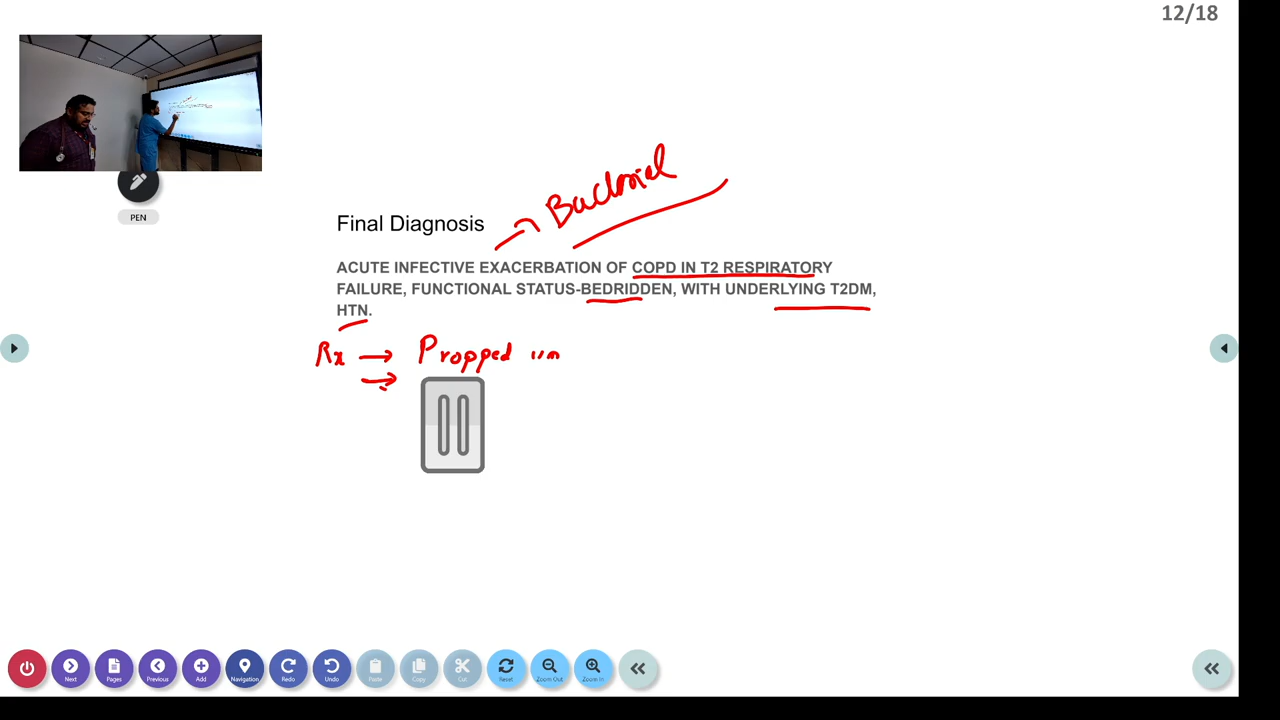 12/18
PEN
Bacterial
Final Diagnosis
ACUTE INFECTIVE EXACERBATION OF COPD IN T2 RESPIRATORY
FAILURE, FUNCTIONAL STATUS-BEDRIDDEN, WITH UNDERLYING T2DM,
HTN.
Rx → Propped
→
Next Pages Previous Add Navigation Redo Undo Paste Copy Cut Reset Zoom Out Zoom In